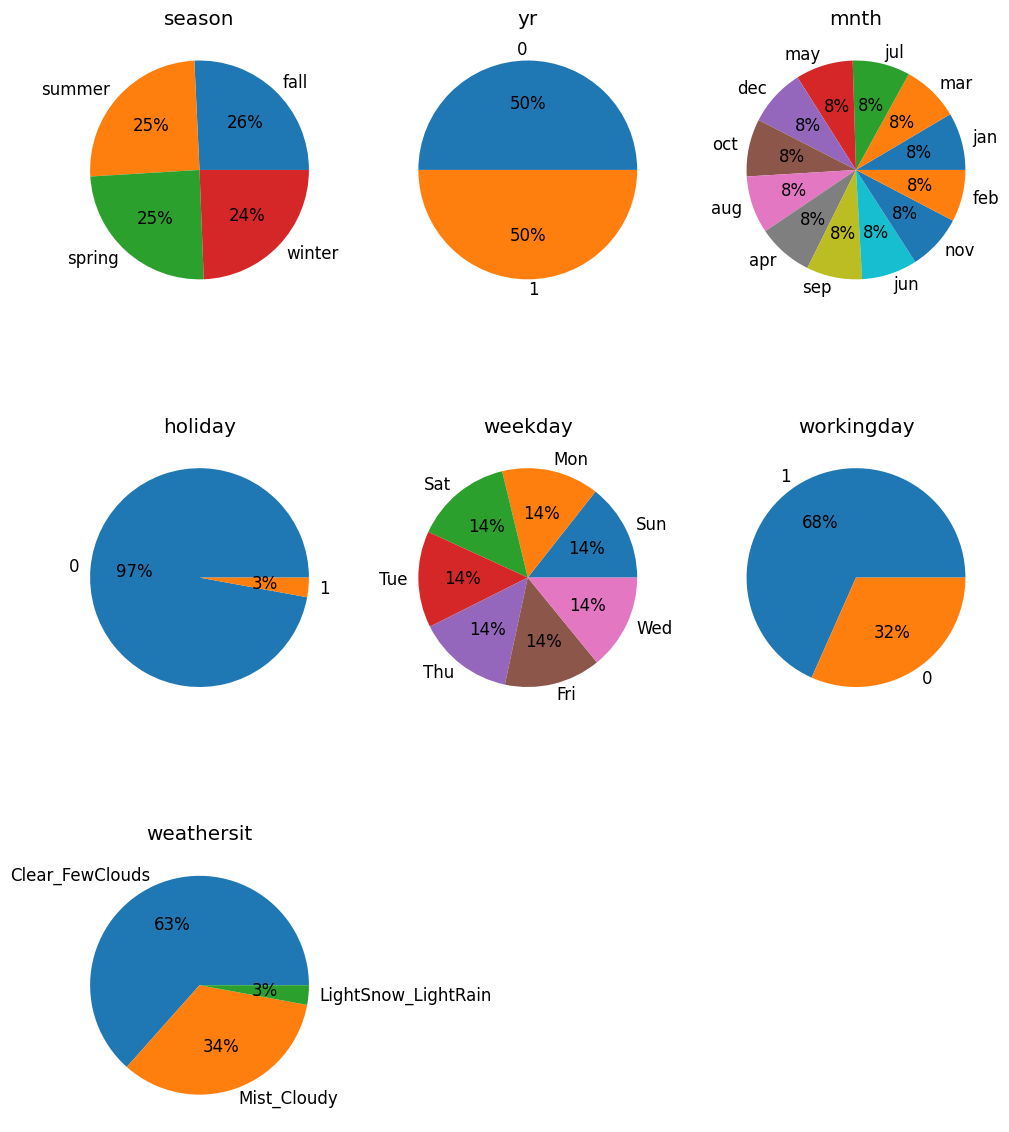 season
fall
26%
summer
25%
spring
25%
winter
24%
yr
0
50%
1
50%
mnth
jan
8%
mar
8%
jul
8%
may
8%
dec
8%
oct
8%
aug
8%
apr
8%
sep
8%
jun
8%
nov
8%
feb
8%
holiday
0
97%
1
3%
weekday
Sun
14%
Mon
14%
Sat
14%
Tue
14%
Thu
14%
Fri
14%
Wed
14%
workingday
1
68%
0
32%
weathersit
Clear_FewClouds
63%
Mist_Cloudy
34%
LightSnow_LightRain
3%